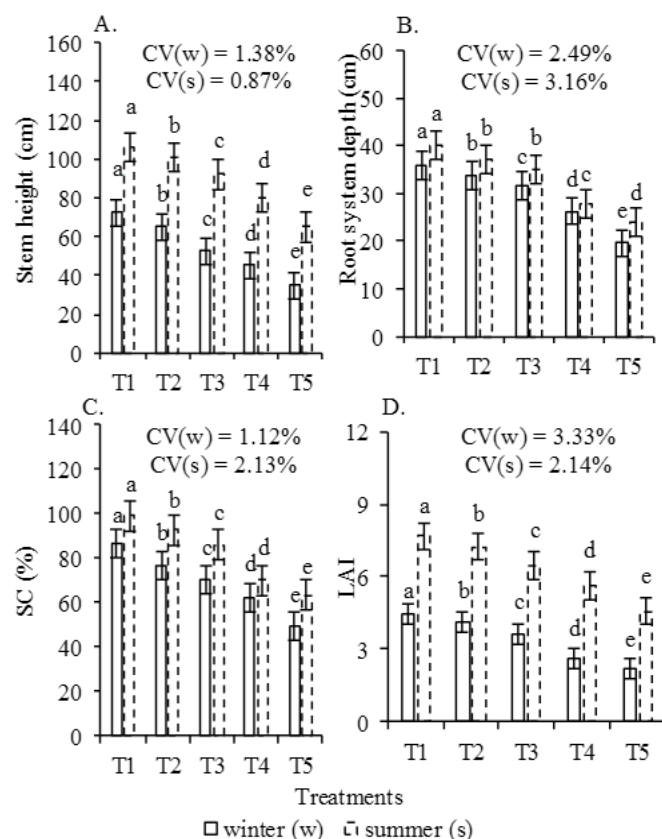 A.
CV(w) = 1.38%
CV(s) = 0.87%
Stem height (cm)
160
140
120
100
80
60
40
20
0
a a b b c c d d e e
T1 T2 T3 T4 T5
B.
CV(w) = 2.49%
CV(s) = 3.16%
Root system depth (cm)
60
50
40
30
20
10
0
a a b b c b d c e d
T1 T2 T3 T4 T5
C.
CV(w) = 1.12%
CV(s) = 2.13%
SC (%)
140
120
100
80
60
40
20
0
a a b b c c d d e e
T1 T2 T3 T4 T5
D.
CV(w) = 3.33%
CV(s) = 2.14%
LAI
12
9
6
3
0
a a b b c c d d e e
T1 T2 T3 T4 T5
Treatments
winter (w) summer (s)